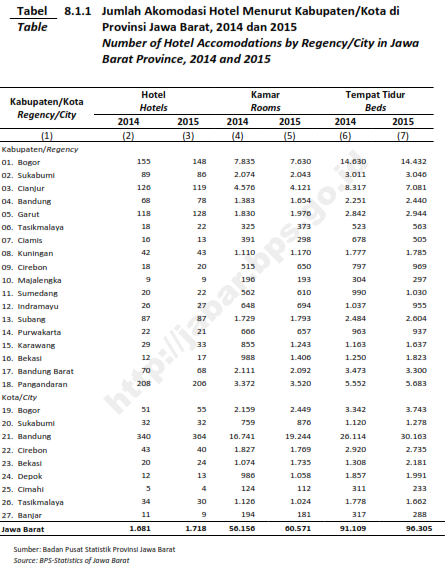 Tabel 8.1.1 Jumlah Akomodasi Hotel Menurut Kabupaten/Kota di
Table Provinsi Jawa Barat, 2014 dan 2015
Number of Hotel Accomodations by Regency/City in Jawa
Barat Province, 2014 and 2015
Kabupaten/Kota Hotel Kamar Tempat Tidur
Regency/City Hotels Rooms Beds
2014 2015 2014 2015 2014 2015
(1) (2) (3) (4) (5) (6) (7)
Kabupaten/Regency
01. Bogor 155 148 7.835 7.630 14.630 14.432
02. Sukabumi 89 86 2.074 2.043 3.011 3.046
03. Cianjur 126 119 4.576 4.121 8.317 7.081
04. Bandung 68 78 1.383 1.654 2.251 2.440
05. Garut 118 128 1.830 1.976 2.842 2.944
06. Tasikmalaya 18 22 325 373 523 563
07. Ciamis 16 13 391 298 678 505
08. Kuningan 42 43 1.110 1.170 1.777 1.785
09. Cirebon 18 20 515 650 797 969
10. Majalengka 9 9 196 193 304 297
11. Sumedang 20 22 562 610 990 1.030
12. Indramayu 26 27 648 694 1.037 955
13. Subang 87 87 1.729 1.793 2.484 2.604
14. Purwakarta 22 21 666 657 963 937
15. Karawang 29 33 855 1.243 1.163 1.637
16. Bekasi 12 17 988 1.406 1.250 1.823
17. Bandung Barat 70 68 2.111 2.092 3.473 3.300
18. Pangandaran 208 206 3.372 3.520 5.552 5.683
Kota/City
19. Bogor 51 55 2.159 2.449 3.342 3.743
20. Sukabumi 32 32 759 876 1.120 1.278
21. Bandung 340 364 16.741 19.244 26.114 30.163
22. Cirebon 43 40 1.827 1.769 2.920 2.735
23. Bekasi 20 24 1.074 1.735 1.308 2.181
24. Depok 12 13 986 1.058 1.857 1.991
25. Cimahi 5 4 124 112 311 233
26. Tasikmalaya 34 30 1.126 1.024 1.778 1.662
27. Banjar 11 9 194 181 317 288
Jawa Barat 1.681 1.718 56.156 60.571 91.109 96.305
Sumber: Badan Pusat Statistik Provinsi Jawa Barat
Source: BPS-Statistics of Jawa Barat
http://jabar.bps.go.id